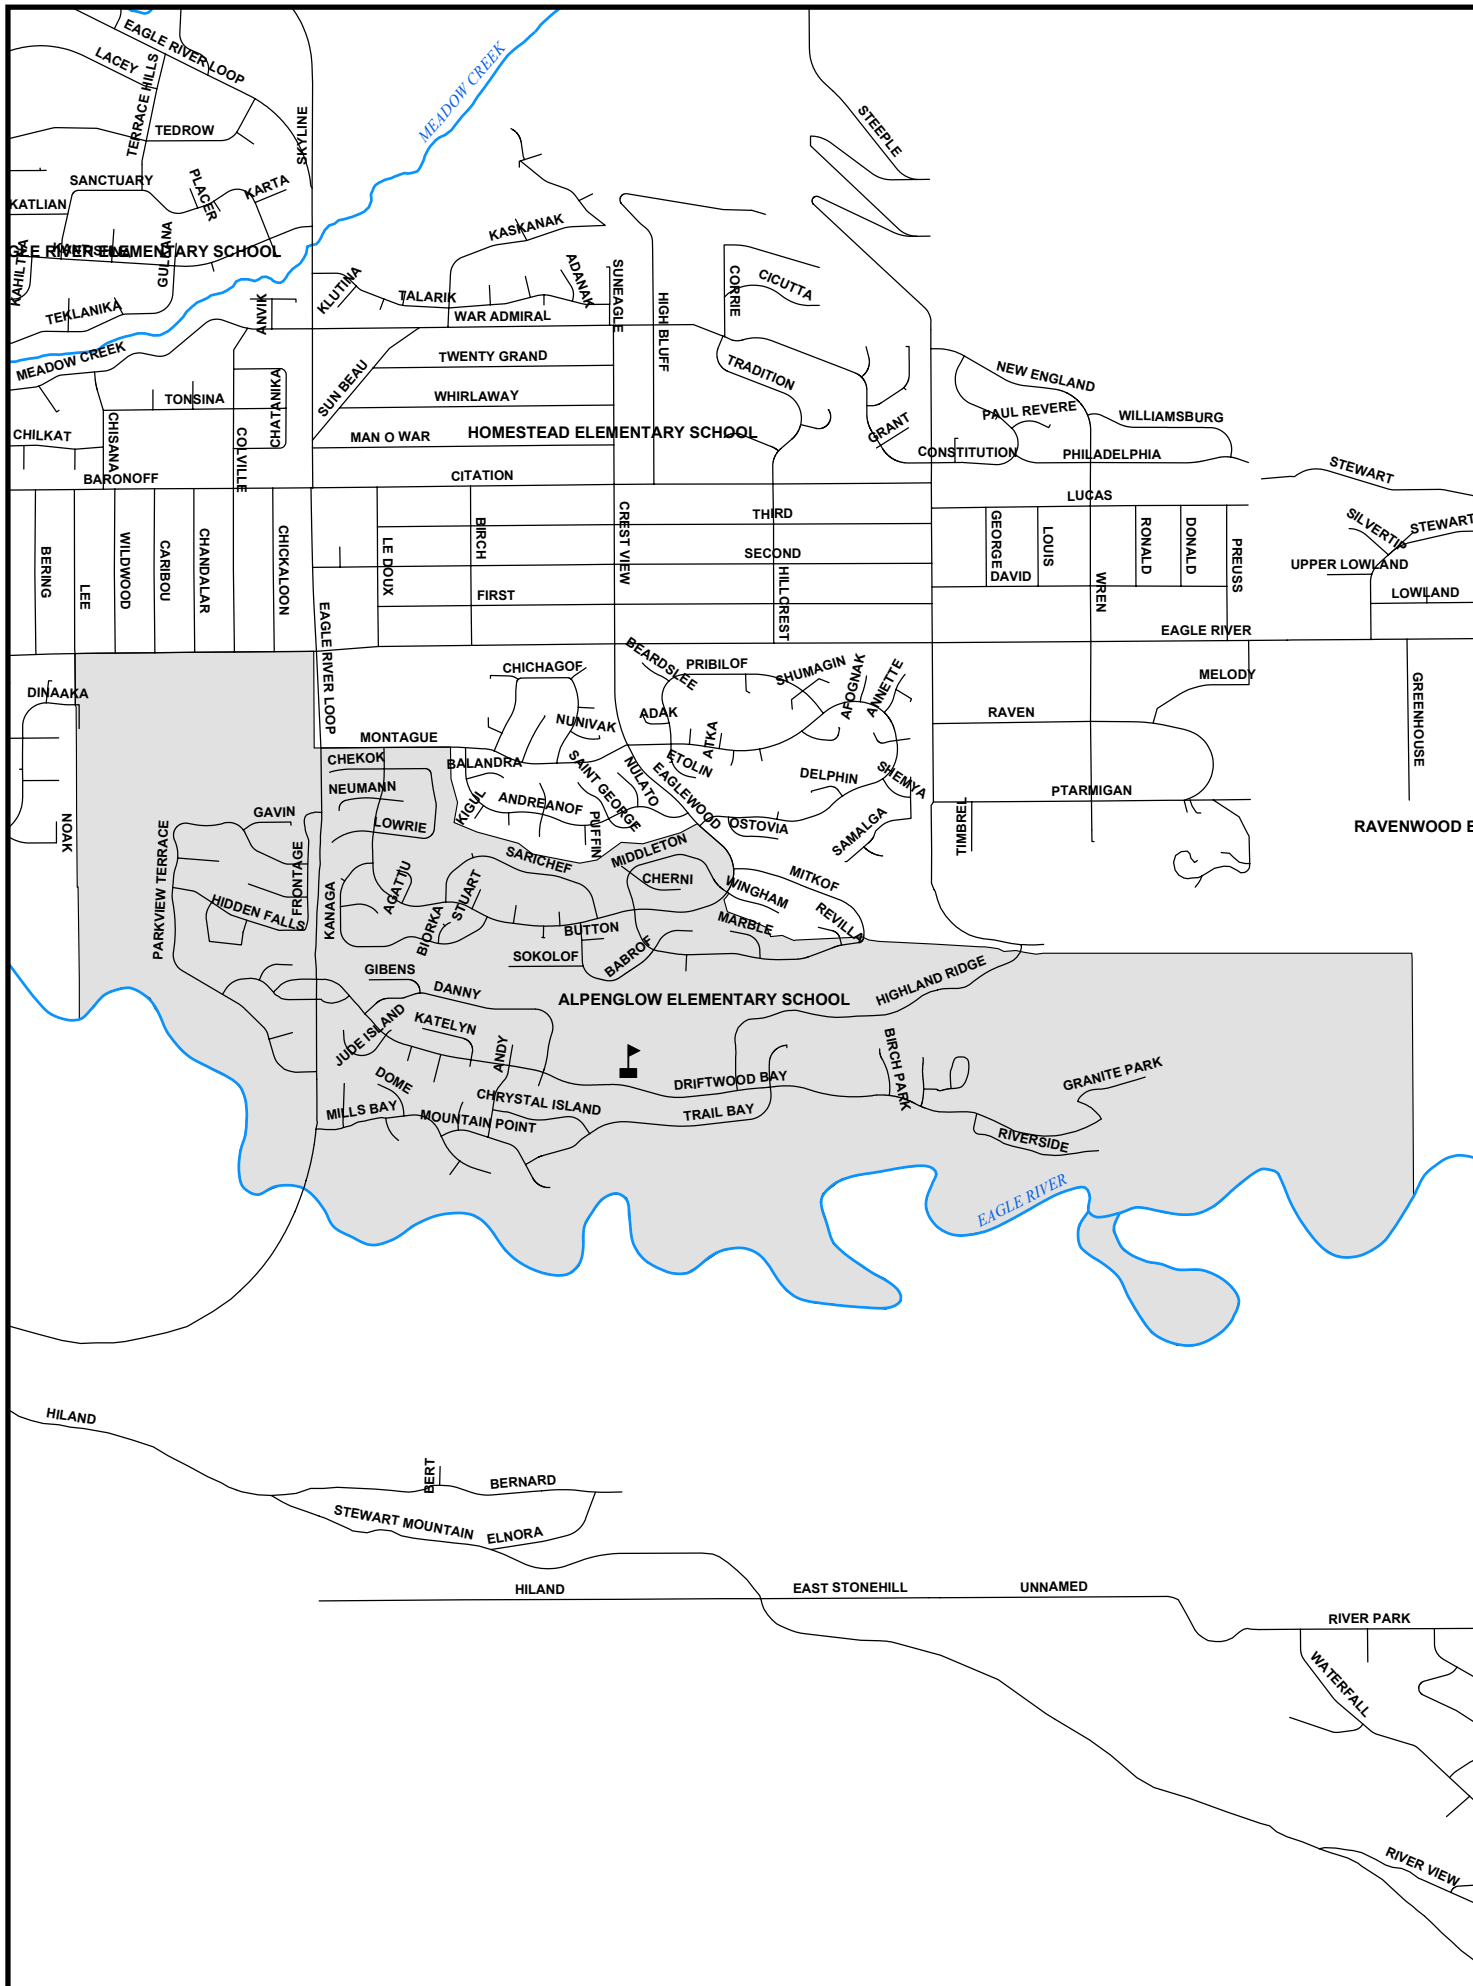 EAGLE RIVER LOOP
LACEY
TERRACE HILLS
TEDROW
SKYLINE
MEADOW CREEK
STEEPLE
SANCTUARY
PLACER
KARTA
KATLIAN
KASKANAK
GLE RIVER ELEMENTARY SCHOOL
KAHILTNA
GULKANA
TEKLANIKA
ANVIK
KLUTINA
TALARIK
ADANAK
SUNEAGLE
HIGH BLUFF
CORRIE
CICUTTA
WAR ADMIRAL
MEADOW CREEK
TWENTY GRAND
TRADITION
NEW ENGLAND
SUN BEAU
WHIRLAWAY
TONSINA
CHATANIKA
PAUL REVERE
WILLIAMSBURG
CHILKAT
CHISANA
COLVILLE
MAN O WAR
HOMESTEAD ELEMENTARY SCHOOL
GRANT
CONSTITUTION
PHILADELPHIA
BARONOFF
CITATION
STEWART
LUCAS
BERING
LEE
WILDWOOD
CARIBOU
CHANDALAR
CHICKALOON
LE DOUX
BIRCH
CREST VIEW
THIRD
SECOND
FIRST
HILLCREST
GEORGE
LOUIS
DAVID
WREN
RONALD
DONALD
PREUSS
SILVERTIP
STEWART
UPPER LOWLAND
LOWLAND
EAGLE RIVER
EAGLE RIVER LOOP
DINAAKA
CHICHAGOF
BEARDSLEE
PRIBILOF
SHUMAGIN
AFOGNAK
ANNETTE
MELODY
GREENHOUSE
MONTAGUE
NUNIVAK
ADAK
ATKA
RAVEN
CHEKOK
BALANDRA
SAINT GEORGE
NULATO
ETOLIN
EAGLEWOOD
DELPHIN
SHEMYA
NEUMANN
KIGUL
ANDREANOF
PTARMIGAN
NOAK
GAVIN
LOWRIE
PUFFIN
OSTOVIA
SAMALGA
TIMBREL
RAVENWOOD E
PARKVIEW TERRACE
FRONTAGE
KANAGA
SARICHEF
MIDDLETON
CHERNI
MITKOF
WINGHAM
HIDDEN FALLS
AGATTU
STUART
BIORKA
BUTTON
MARBLE
REVILLA
SOKOLOF
BABROF
GIBENS
DANNY
ALPENGLOW ELEMENTARY SCHOOL
HIGHLAND RIDGE
JUDE ISLAND
KATELYN
ANDY
DOME
DRIFTWOOD BAY
BIRCH PARK
GRANITE PARK
MILLS BAY
CHRYSTAL ISLAND
MOUNTAIN POINT
TRAIL BAY
RIVERSIDE
EAGLE RIVER
HILAND
BERT
BERNARD
STEWART MOUNTAIN
ELNORA
HILAND
EAST STONEHILL
UNNAMED
RIVER PARK
WATERFALL
RIVER VIEW